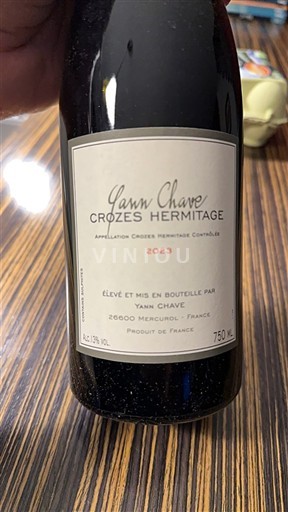 Yann Chave
CROZES HERMITAGE
APPELLATION CROZES HERMITAGE CONTRÔLÉE
VINIOU
ÉLEVÉ ET MIS EN BOUTEILLE PAR
YANN CHAVE
26600 MERCUROL - FRANCE
PRODUIT DE FRANCE
750 ML